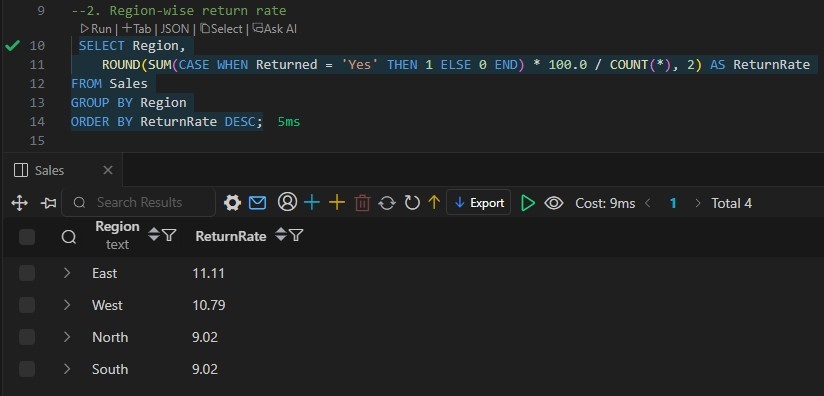 9 --2. Region-wise return rate
Run | Tab | JSON | Select | Ask AI
10 SELECT Region,
11 ROUND(SUM(CASE WHEN Returned = 'Yes' THEN 1 ELSE 0 END) * 100.0 / COUNT(*), 2) AS ReturnRate
12 FROM Sales
13 GROUP BY Region
14 ORDER BY ReturnRate DESC; 5ms
15
Sales
Search Results Export Cost: 9ms < 1 > Total 4
Region ReturnRate
text
East 11.11
West 10.79
North 9.02
South 9.02